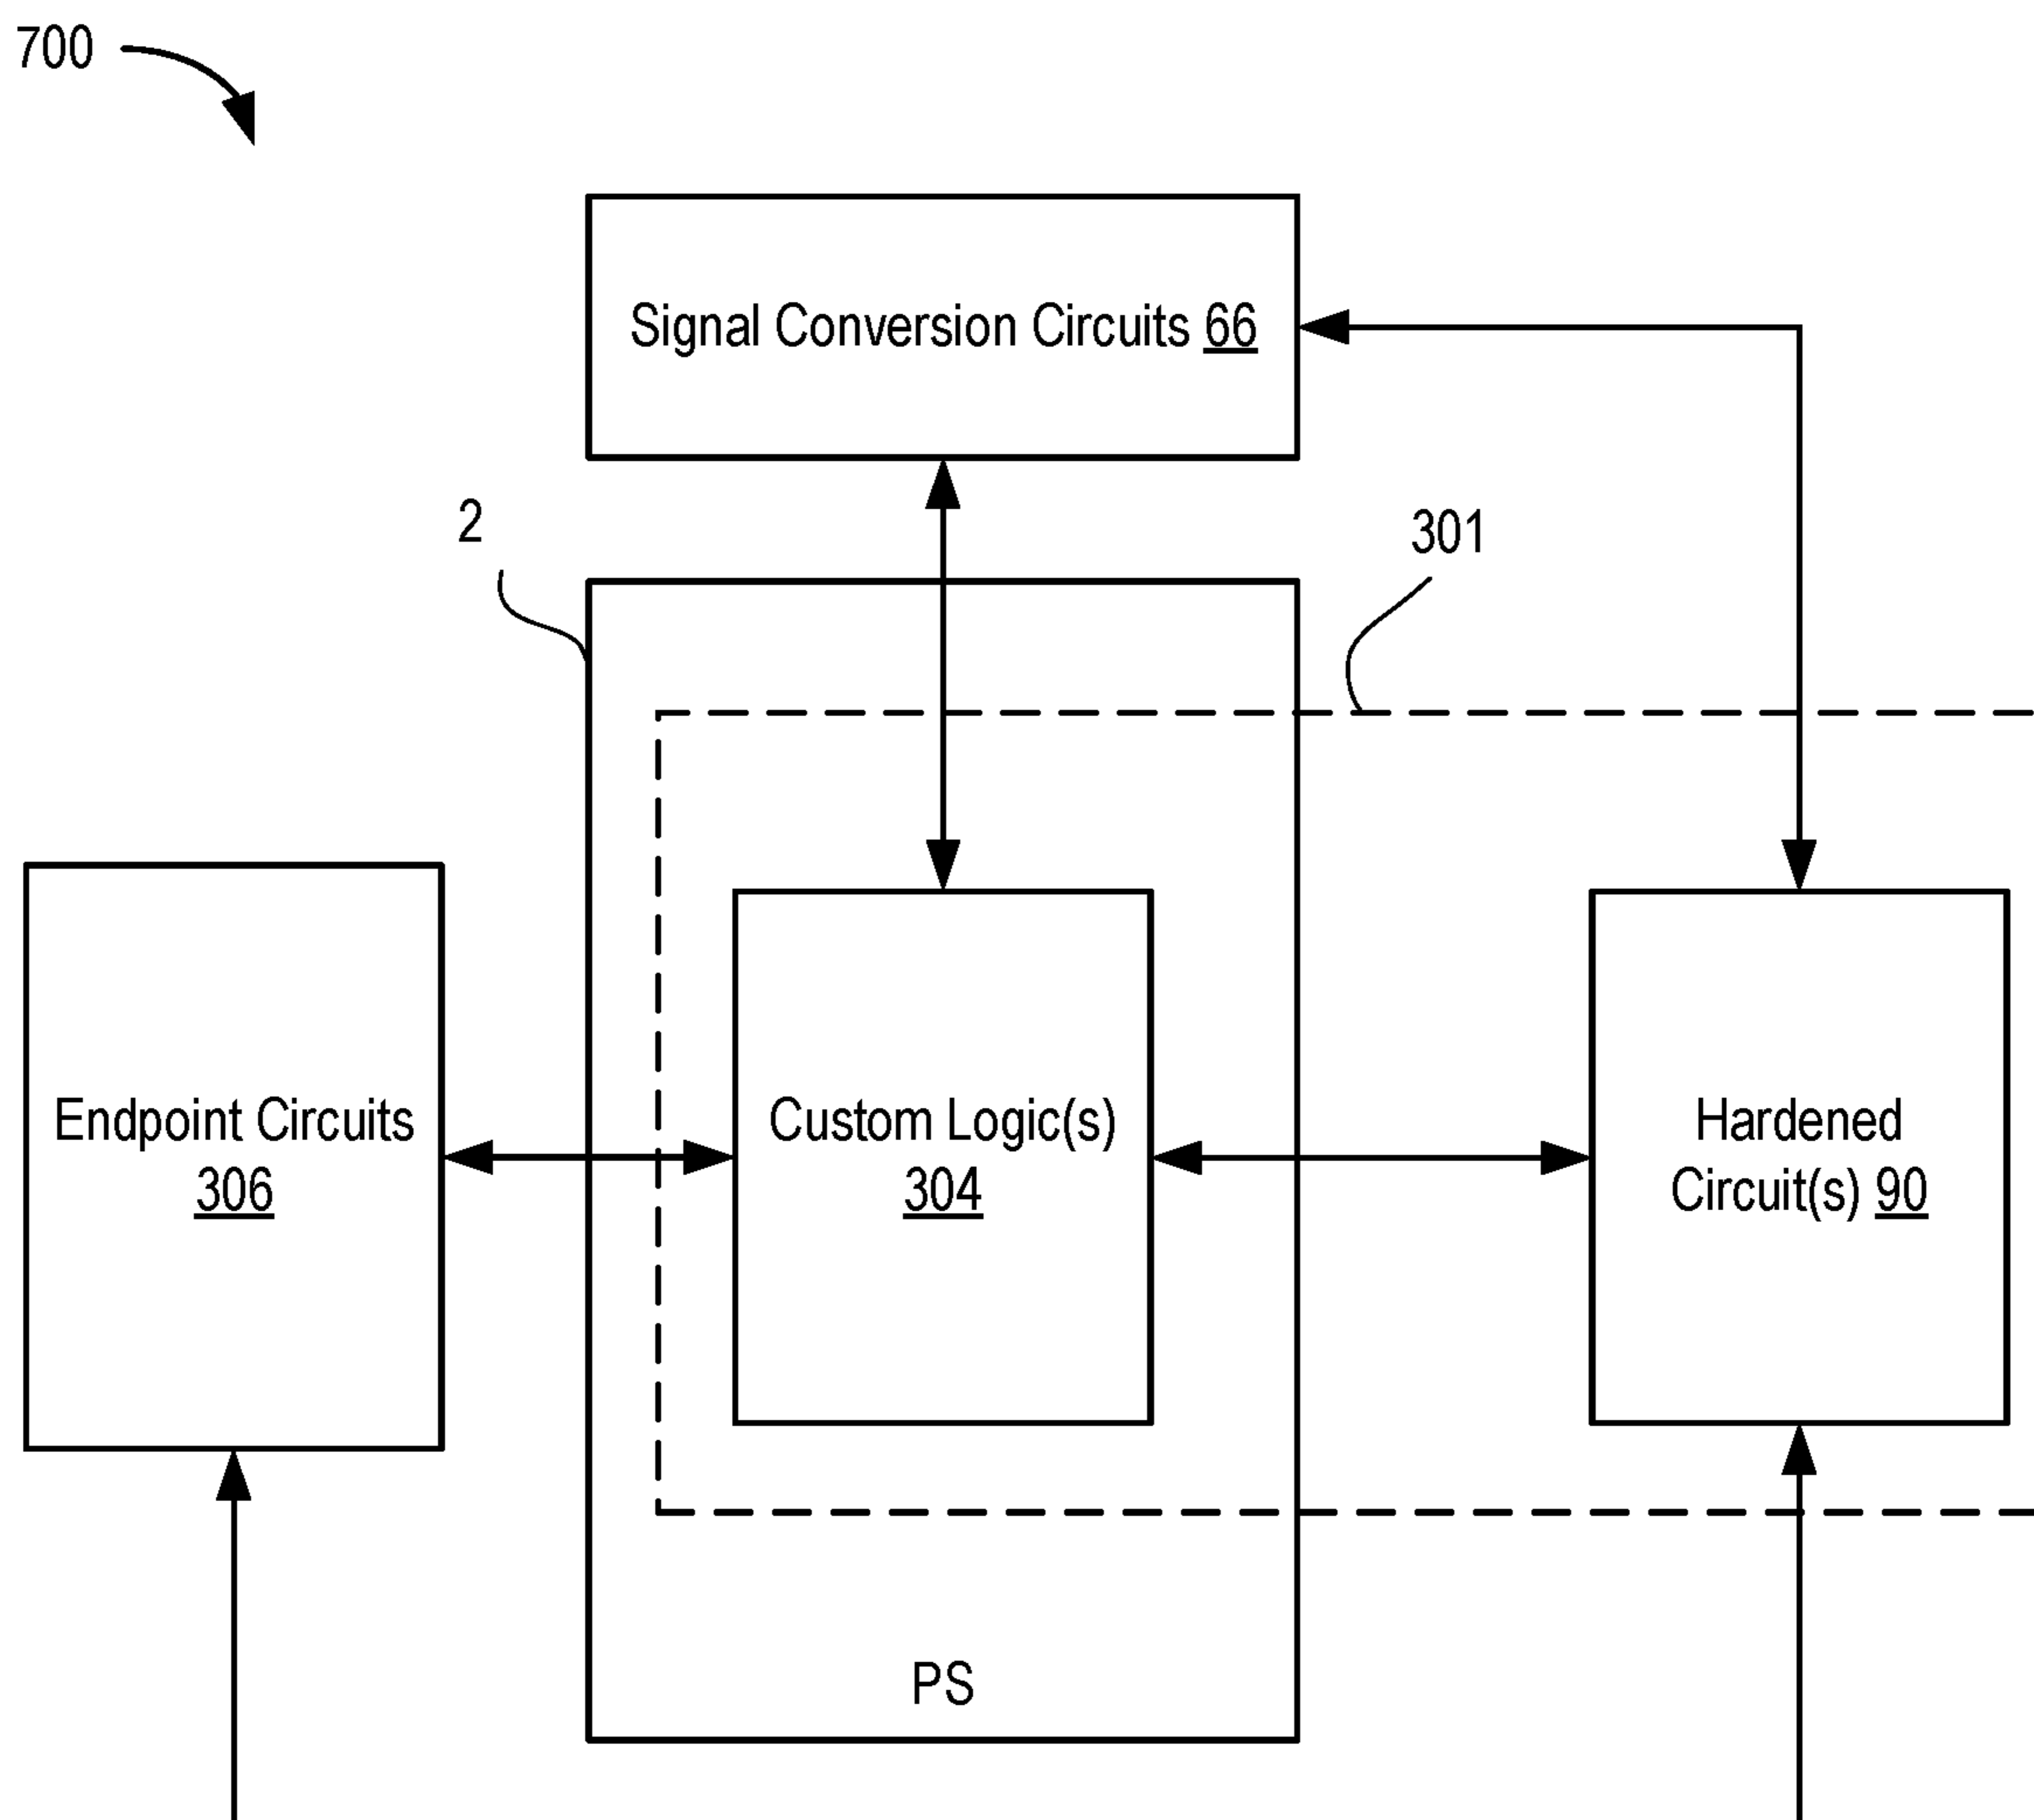 700
Signal Conversion Circuits 66
2
301
Endpoint Circuits
306
Custom Logic(s)
304
Hardened
Circuit(s) 90
PS